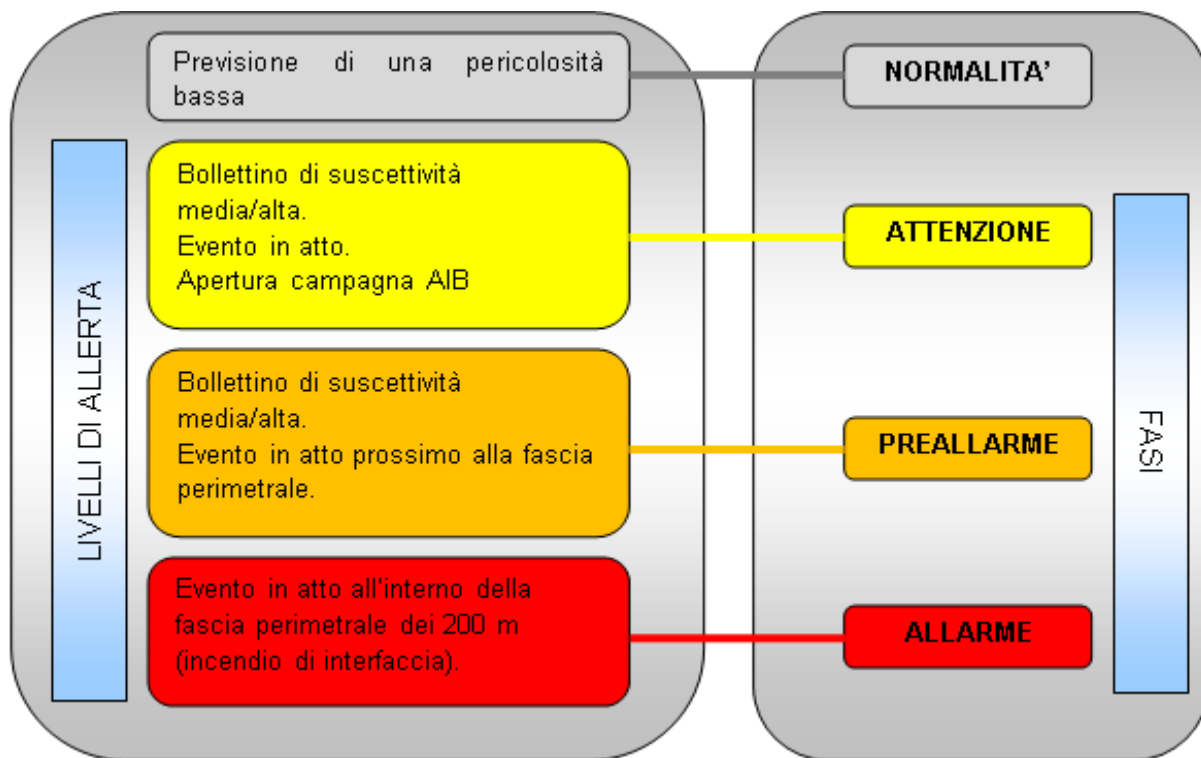 Previsione di una pericolosità
bassa
NORMALITA’
LIVELLI DI ALLERTA
Bollettino di suscettività
media/alta.
Evento in atto.
Apertura campagna AIB
ATTENZIONE
Bollettino di suscettività
media/alta.
Evento in atto prossimo alla fascia
perimetrale.
PREALLARME
FASI
Evento in atto all'interno della
fascia perimetrale dei 200 m
(incendio di interfaccia).
ALLARME